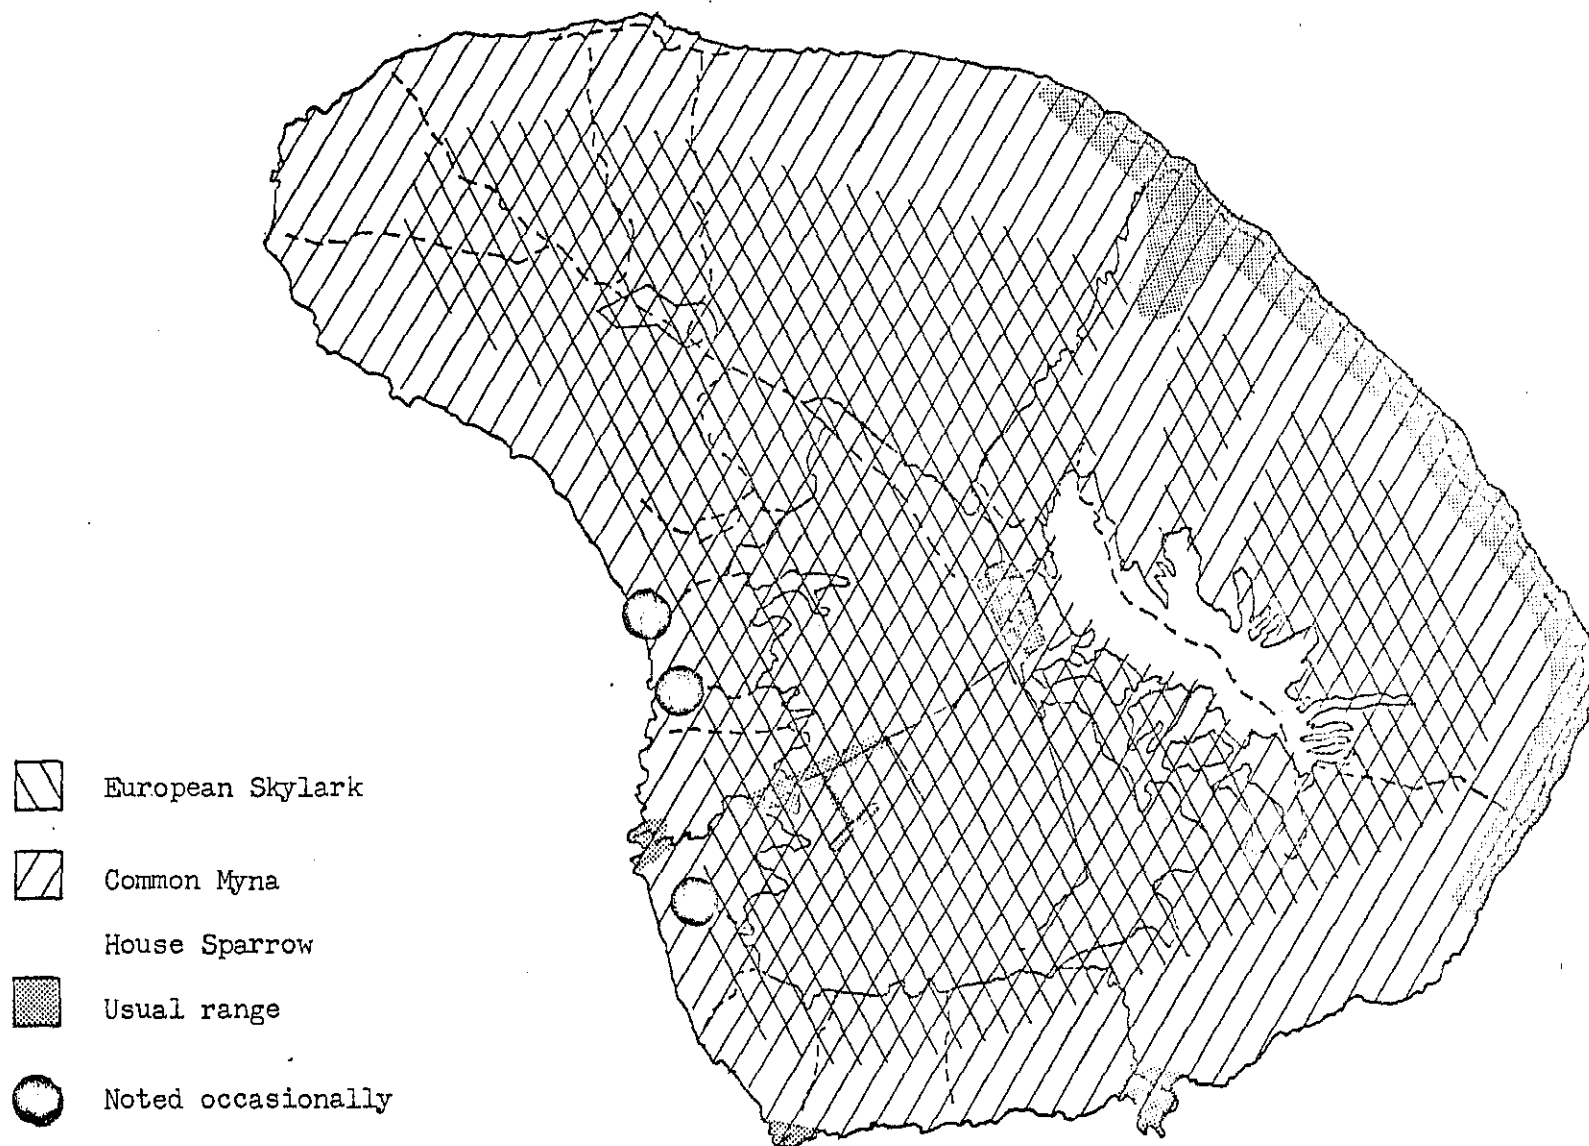 European Skylark
Common Myna
House Sparrow
Usual range
Noted occasionally